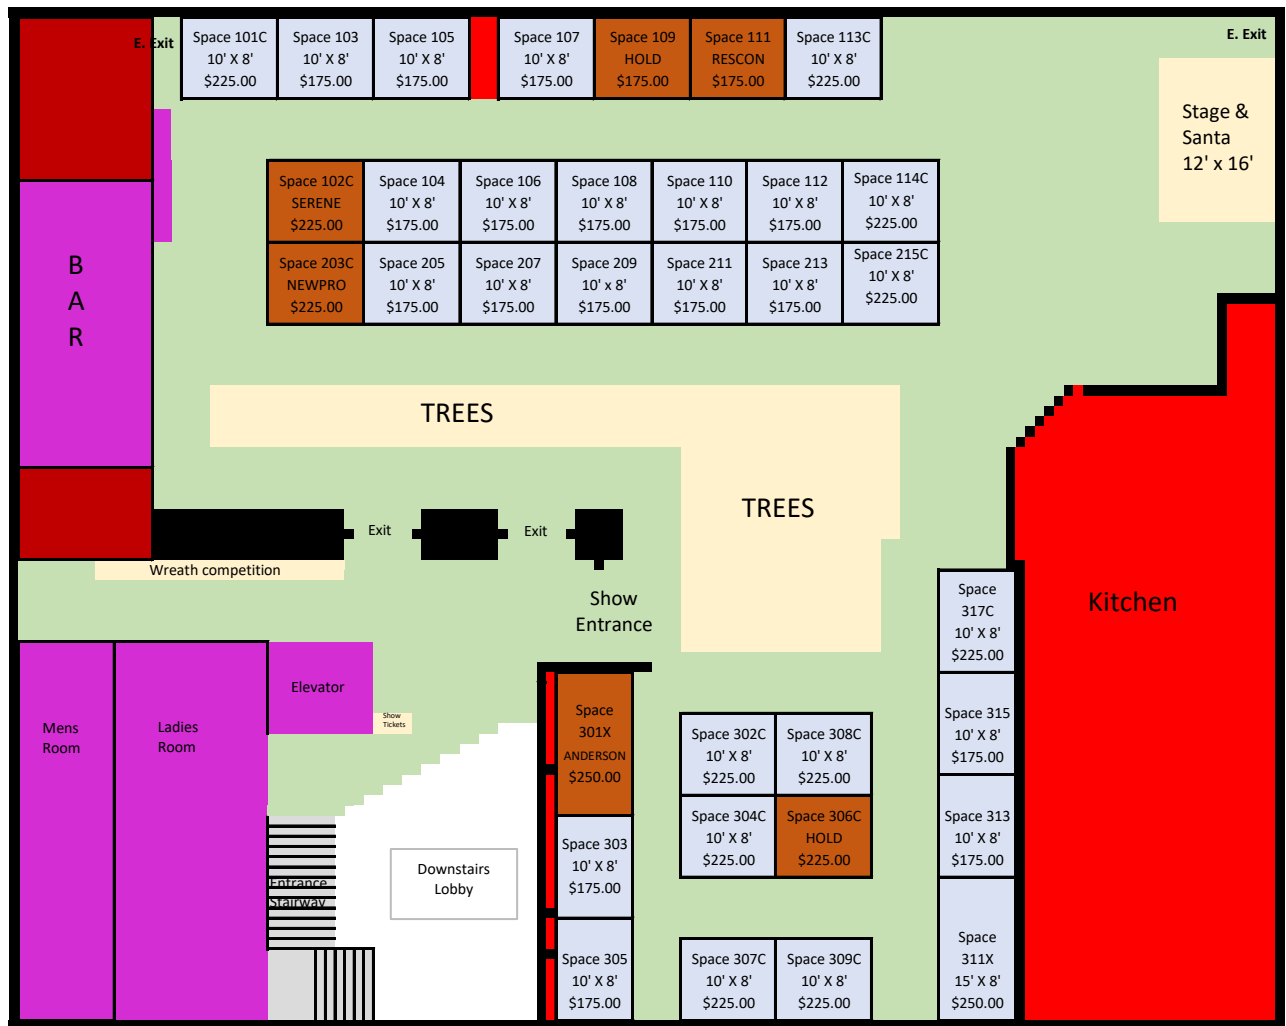 E. Exit
Space 101C
10' X 8'
$225.00
Space 103
10' X 8'
$175.00
Space 105
10' X 8'
$175.00
Space 107
10' X 8'
$175.00
Space 109
HOLD
$175.00
Space 111
RESCON
$175.00
Space 113C
10' X 8'
$225.00
E. Exit
Stage &
Santa
12' x 16'
Space 102C
SERENE
$225.00
Space 104
10' X 8'
$175.00
Space 106
10' X 8'
$175.00
Space 108
10' X 8'
$175.00
Space 110
10' X 8'
$175.00
Space 112
10' X 8'
$175.00
Space 114C
10' X 8'
$225.00
Space 203C
NEWPRO
$225.00
Space 205
10' X 8'
$175.00
Space 207
10' X 8'
$175.00
Space 209
10' x 8'
$175.00
Space 211
10' X 8'
$175.00
Space 213
10' X 8'
$175.00
Space 215C
10' X 8'
$225.00
B
A
R
TREES
TREES
Exit
Exit
Wreath competition
Show
Entrance
Kitchen
Mens
Room
Ladies
Room
Elevator
Show
Tickets
Entrance
Stairway
Downstairs
Lobby
Space
301X
ANDERSON
$250.00
Space 303
10' X 8'
$175.00
Space 305
10' X 8'
$175.00
Space 302C
10' X 8'
$225.00
Space 308C
10' X 8'
$225.00
Space 304C
10' X 8'
$225.00
Space 306C
HOLD
$225.00
Space 307C
10' X 8'
$225.00
Space 309C
10' X 8'
$225.00
Space
317C
10' X 8'
$225.00
Space 315
10' X 8'
$175.00
Space 313
10' X 8'
$175.00
Space
311X
15' X 8'
$250.00